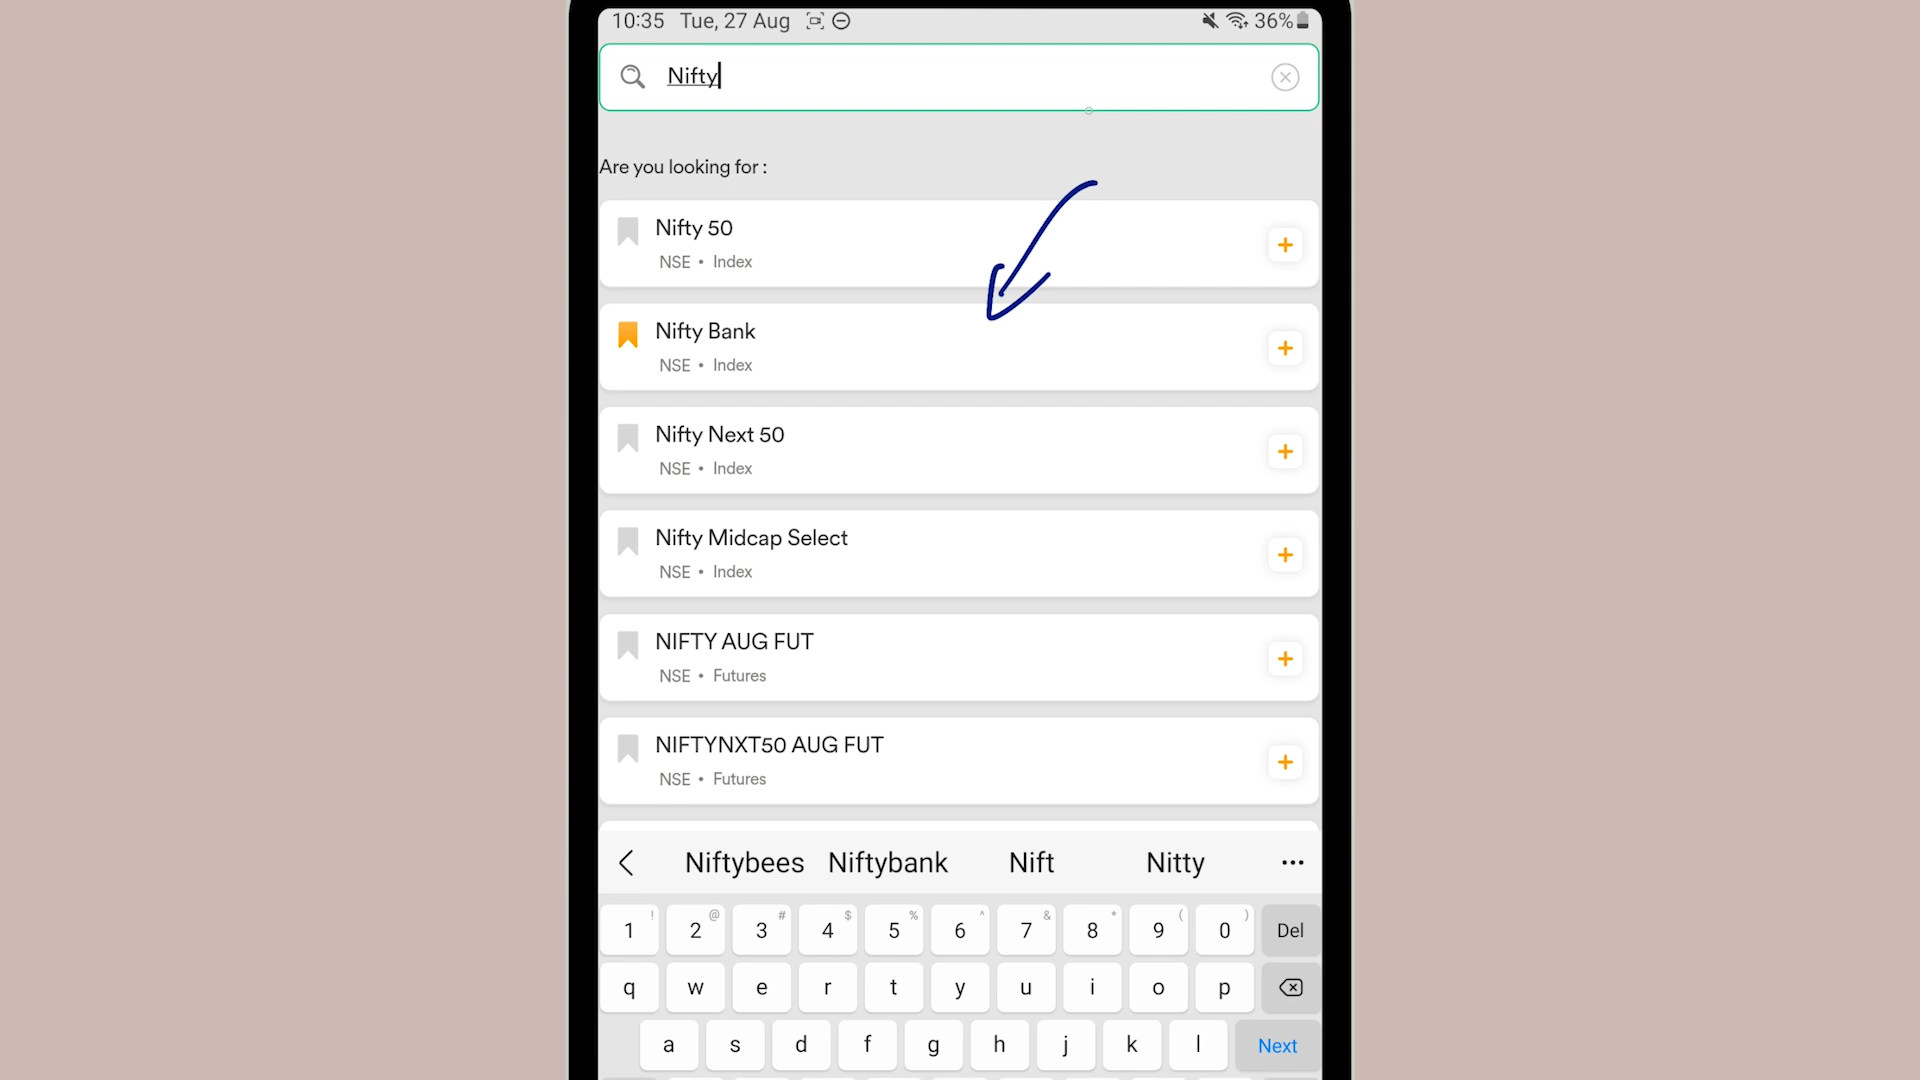 10:35 Tue, 27 Aug 36%
Nifty
Are you looking for :
Nifty 50
NSE • Index
Nifty Bank
NSE • Index
Nifty Next 50
NSE • Index
Nifty Midcap Select
NSE • Index
NIFTY AUG FUT
NSE • Futures
NIFTYNXT50 AUG FUT
NSE • Futures
Niftybees Niftybank Nift Nitty ...
! @ # $ % ^ & * ( )
1 2 3 4 5 6 7 8 9 0 Del
q w e r t y u i o p
a s d f g h j k l Next